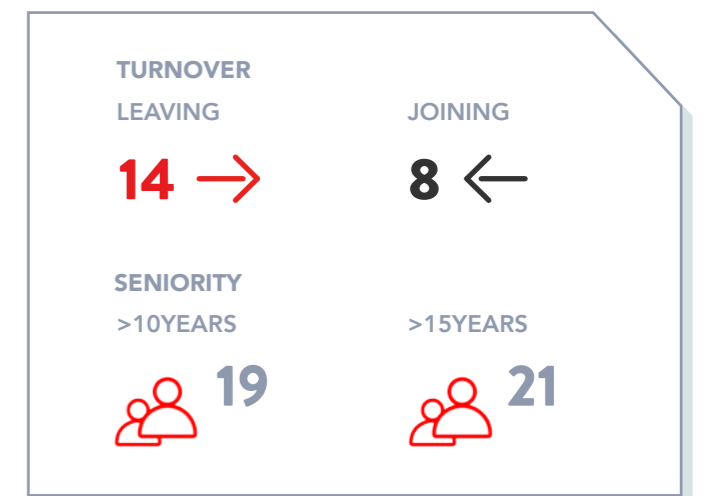 TURNOVER
LEAVING JOINING
14 8
SENIORITY
>10YEARS >15YEARS
19 21